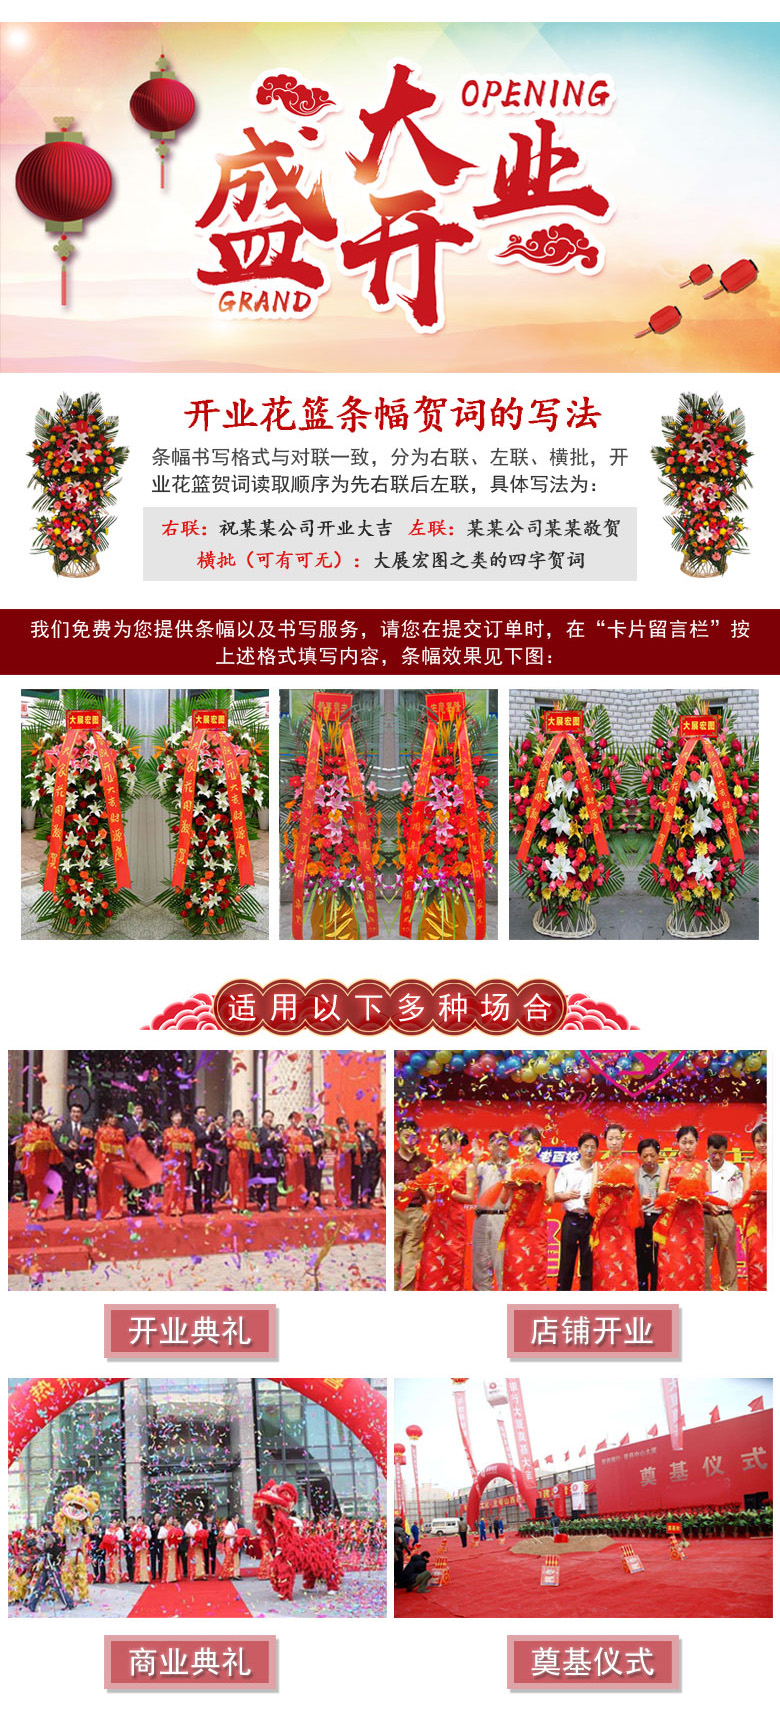 盛大开业
OPENING
GRAND
开业花篮条幅贺词的写法
条幅书写格式与对联一致，分为右联、左联、横批，开
业花篮贺词读取顺序为先右联后左联，具体写法为：
右联：祝某某公司开业大吉 左联：某某公司某某敬贺
横批（可有可无）：大展宏图之类的四字贺词
我们免费为您提供条幅以及书写服务，请您在提交订单时，在“卡片留言栏”按
上述格式填写内容，条幅效果见下图：
大展宏图
大展宏图
大展宏图
大展宏图
适用以下多种场合
老百姓
开业典礼
店铺开业
奠基仪式
商业典礼
奠基仪式